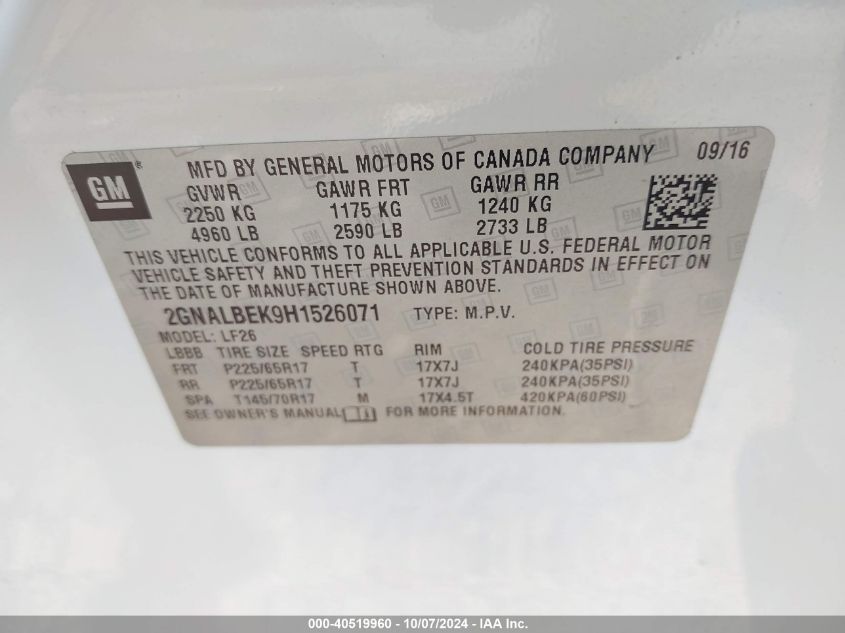 GM ® MFD BY GENERAL MOTORS OF CANADA COMPANY 09/16
GVWR GAWR FRT GAWR RR
2250 KG 1175 KG 1240 KG
4960 LB 2590 LB 2733 LB
THIS VEHICLE CONFORMS TO ALL APPLICABLE U.S. FEDERAL MOTOR
VEHICLE SAFETY AND THEFT PREVENTION STANDARDS IN EFFECT ON
THE DATE OF MANUFACTURE SHOWN ABOVE.
2GNALBEK9H1526071 TYPE: M.P.V.
MODEL: LF26
LBBB TIRE SIZE SPEED RTG RIM COLD TIRE PRESSURE
FRT P225/65R17 T 17X7J 240KPA(35PSI)
RR P225/65R17 T 17X7J 240KPA(35PSI)
SPA T145/70R17 M 17X4.5T 420KPA(60PSI)
SEE OWNER'S MANUAL FOR MORE INFORMATION.
000-40519960 - 10/07/2024 - IAA Inc.